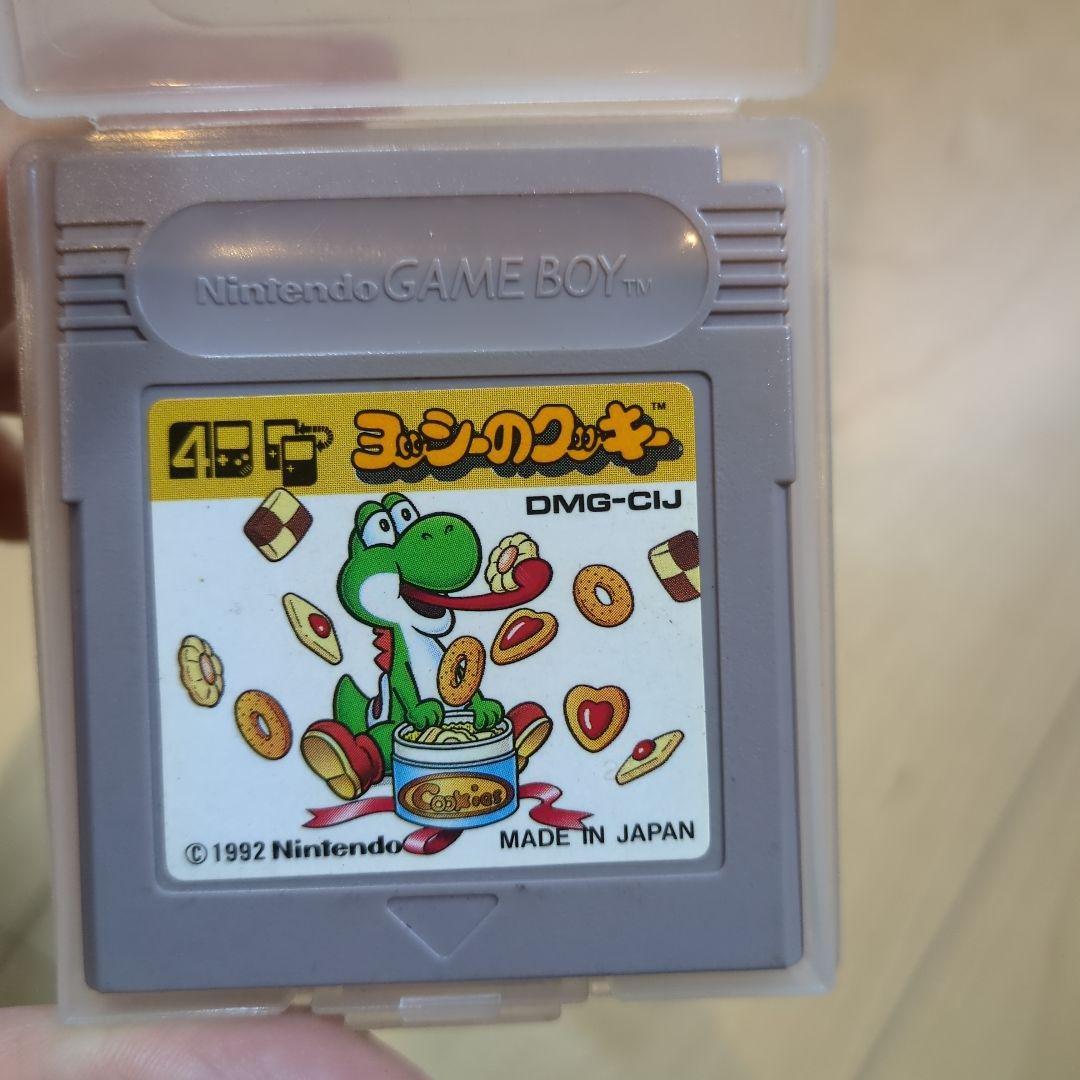 Nintendo GAME BOY™
4 ヨッシーのクッキー™
DMG-CIJ
Cookies
©1992 Nintendo
MADE IN JAPAN